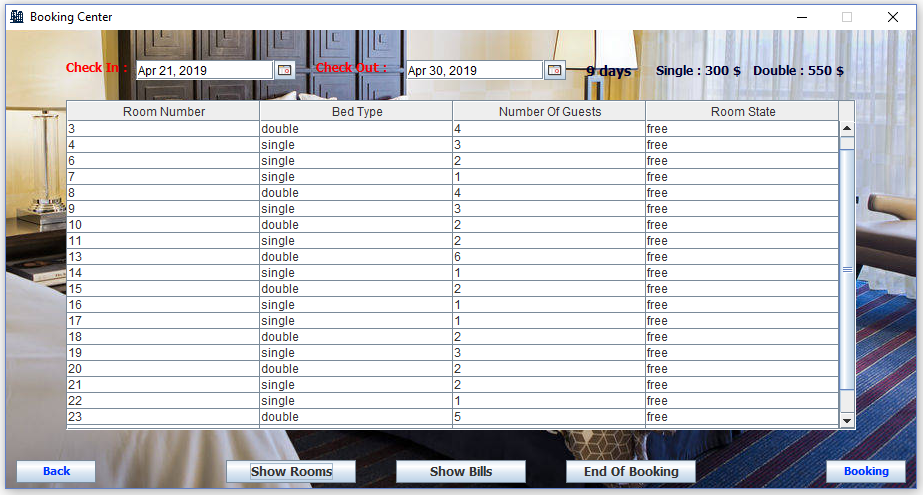 Booking Center
Check In : Apr 21, 2019 Check Out : Apr 30, 2019 9 days Single : 300 $ Double : 550 $
Room Number Bed Type Number Of Guests Room State
3 double 4 free
4 single 3 free
6 single 2 free
7 single 1 free
8 double 4 free
9 single 3 free
10 double 2 free
11 single 2 free
13 double 6 free
14 single 1 free
15 double 2 free
16 single 1 free
17 single 1 free
18 double 2 free
19 single 3 free
20 double 2 free
21 single 2 free
22 single 1 free
23 double 5 free
Back Show Rooms Show Bills End Of Booking Booking